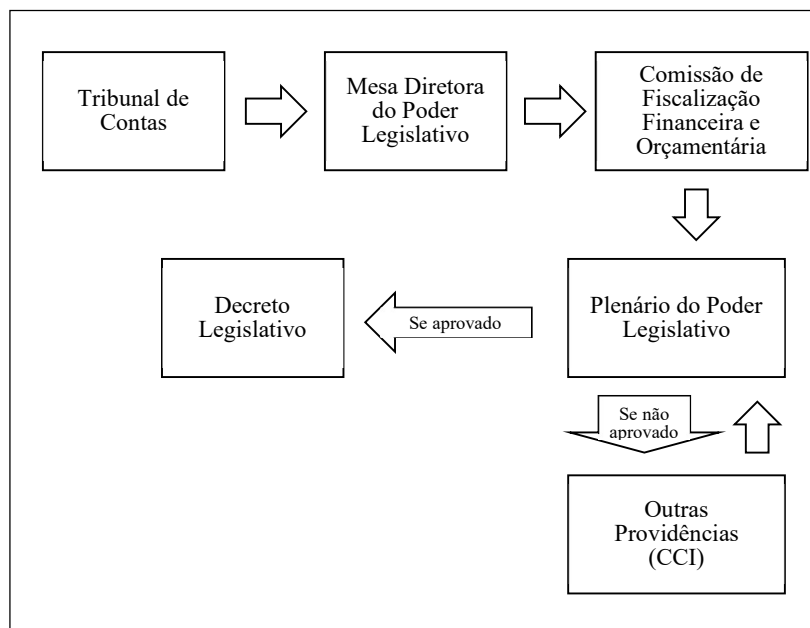 Tribunal de
Contas
Mesa Diretora
do Poder
Legislativo
Comissão de
Fiscalização
Financeira e
Orçamentária
Decreto
Legislativo
Se aprovado
Plenário do Poder
Legislativo
Se não
aprovado
Outras
Providências
(CCI)